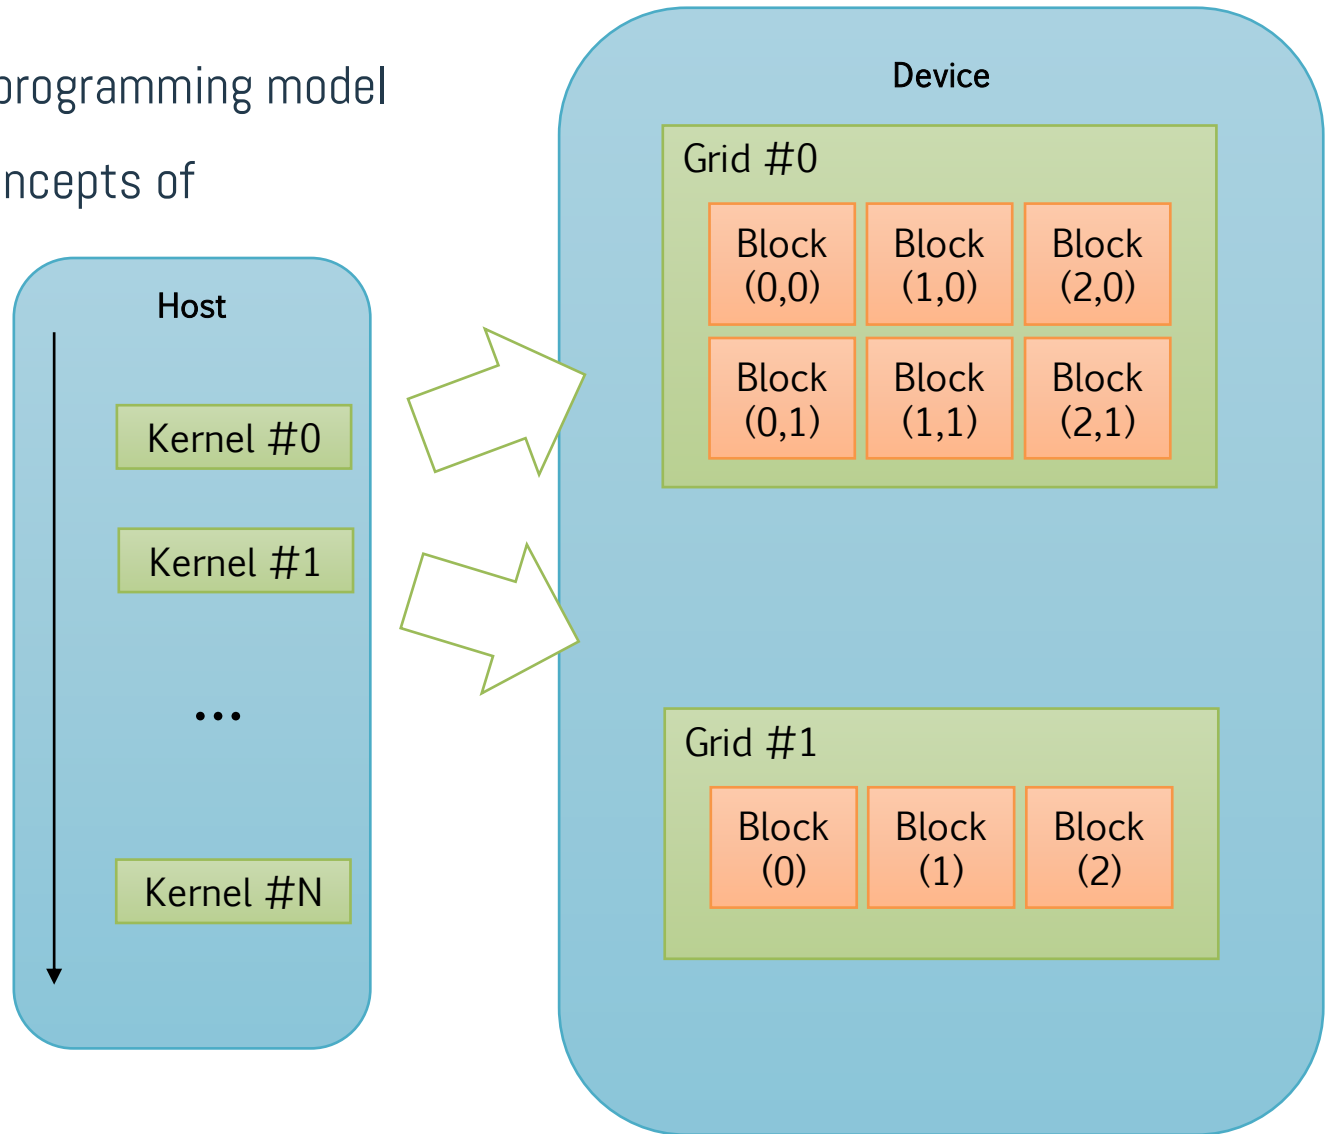 programming model
ncepts of
Host
Kernel #0
Kernel #1
...
Kernel #N
Device
Grid #0
Block
(0,0)
Block
(1,0)
Block
(2,0)
Block
(0,1)
Block
(1,1)
Block
(2,1)
Grid #1
Block
(0)
Block
(1)
Block
(2)